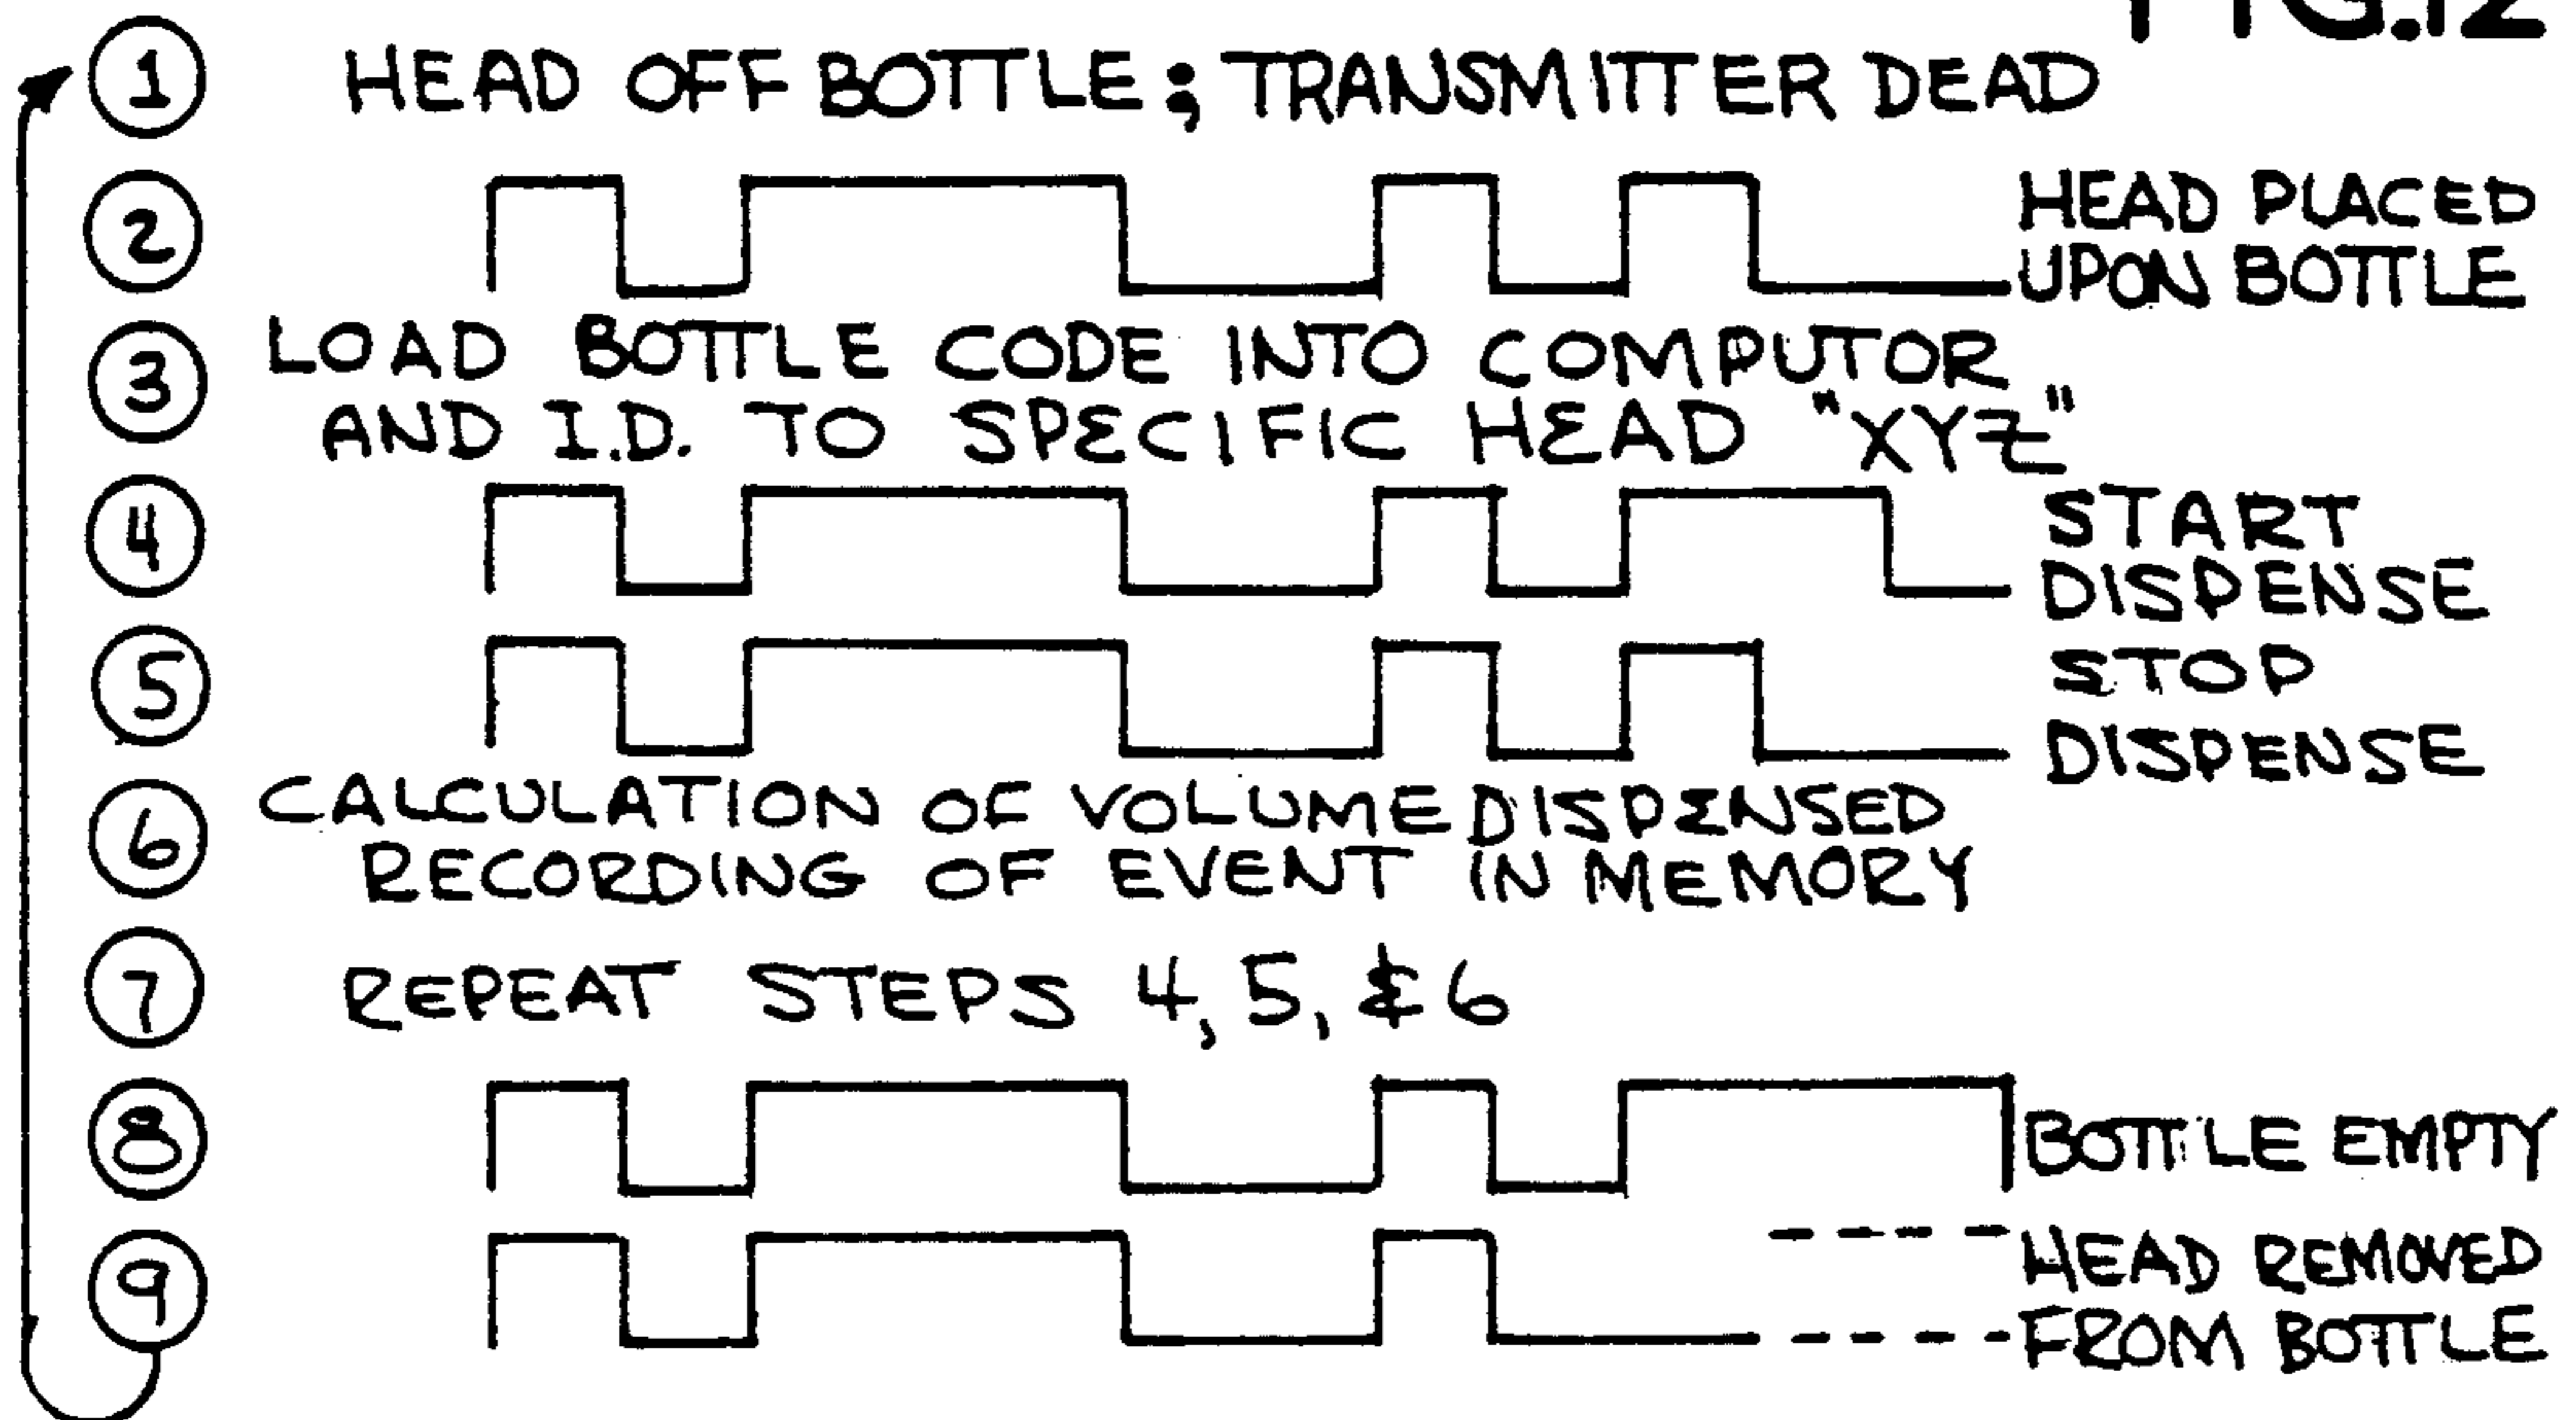 FIG.12
1 HEAD OFF BOTTLE; TRANSMITTER DEAD
2 HEAD PLACED
UPON BOTTLE
3 LOAD BOTTLE CODE INTO COMPUTOR
AND I.D. TO SPECIFIC HEAD "XYZ"
4 START
DISPENSE
5 STOP
DISPENSE
6 CALCULATION OF VOLUME DISPENSED
RECORDING OF EVENT IN MEMORY
7 REPEAT STEPS 4, 5, & 6
8 BOTTLE EMPTY
9 HEAD REMOVED
FROM BOTTLE